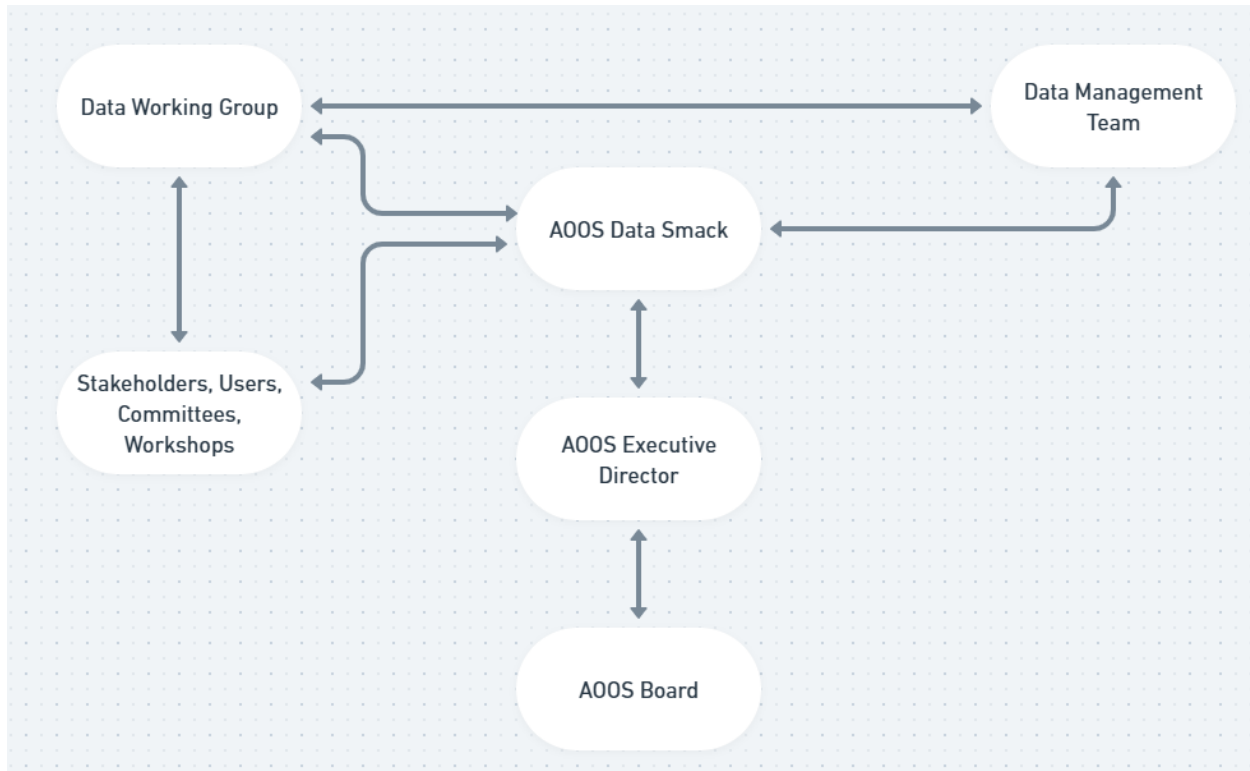 Data Working Group
Data Management
Team
AOOS Data Smack
Stakeholders, Users,
Committees,
Workshops
AOOS Executive
Director
AOOS Board